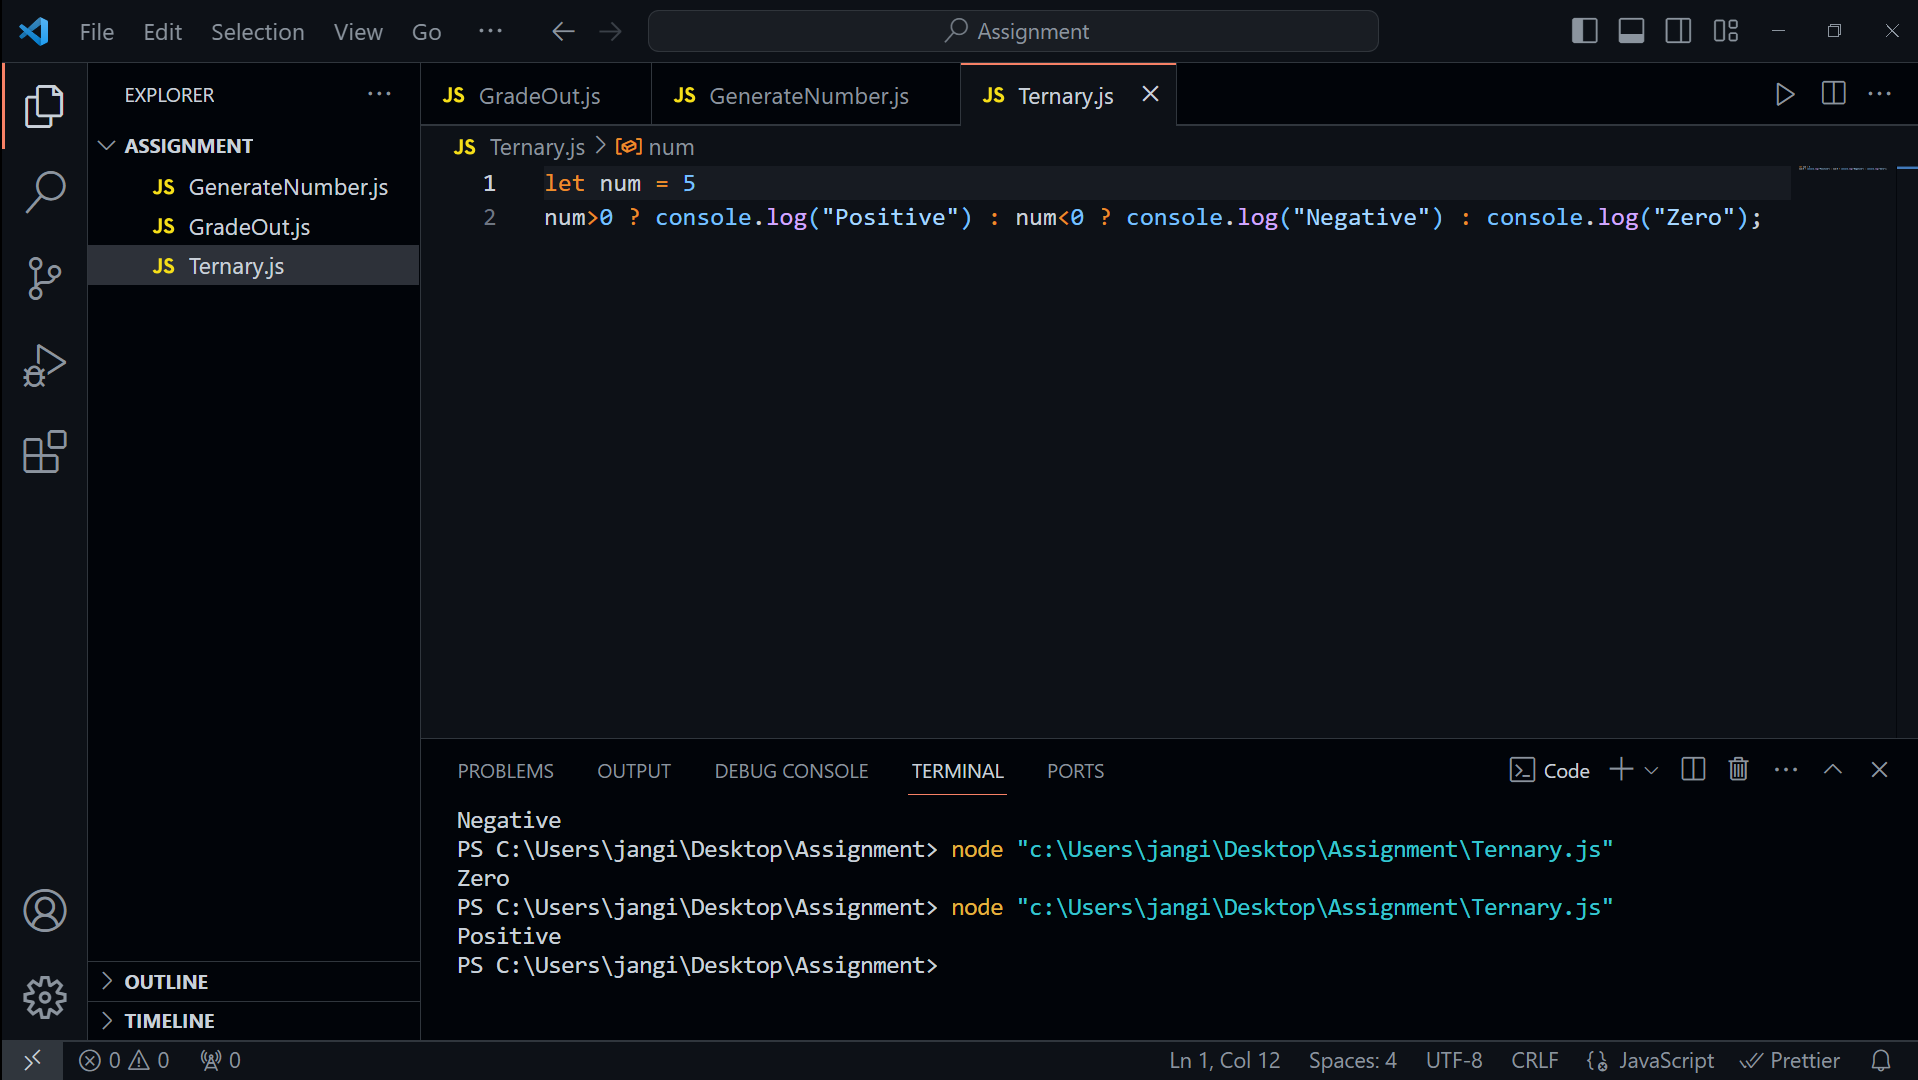 File Edit Selection View Go ··· Assignment
EXPLORER ···
ASSIGNMENT
JS GenerateNumber.js
JS GradeOut.js
JS Ternary.js
OUTLINE
TIMELINE
JS GradeOut.js JS GenerateNumber.js JS Ternary.js
JS Ternary.js > num
1 let num = 5
2 num>0 ? console.log("Positive") : num<0 ? console.log("Negative") : console.log("Zero");
PROBLEMS OUTPUT DEBUG CONSOLE TERMINAL PORTS Code
Negative
PS C:\Users\jangi\Desktop\Assignment> node "c:\Users\jangi\Desktop\Assignment\Ternary.js"
Zero
PS C:\Users\jangi\Desktop\Assignment> node "c:\Users\jangi\Desktop\Assignment\Ternary.js"
Positive
PS C:\Users\jangi\Desktop\Assignment>
0 0 0 Ln 1, Col 12 Spaces: 4 UTF-8 CRLF JavaScript Prettier